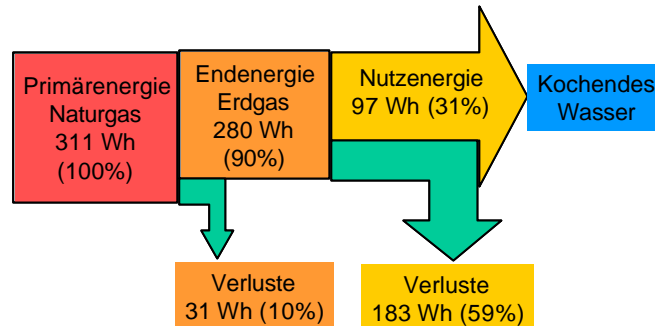 Primärenergie
Naturgas
311 Wh
(100%)
Endenergie
Erdgas
280 Wh
(90%)
Nutzenergie
97 Wh (31%)
Kochendes
Wasser
Verluste
31 Wh (10%)
Verluste
183 Wh (59%)